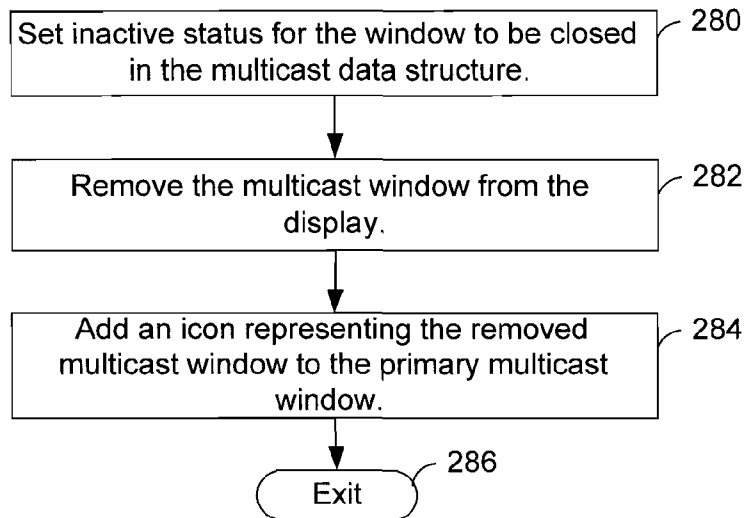 Set inactive status for the window to be closed
in the multicast data structure.
280
Remove the multicast window from the
display.
282
Add an icon representing the removed
multicast window to the primary multicast
window.
284
Exit
286